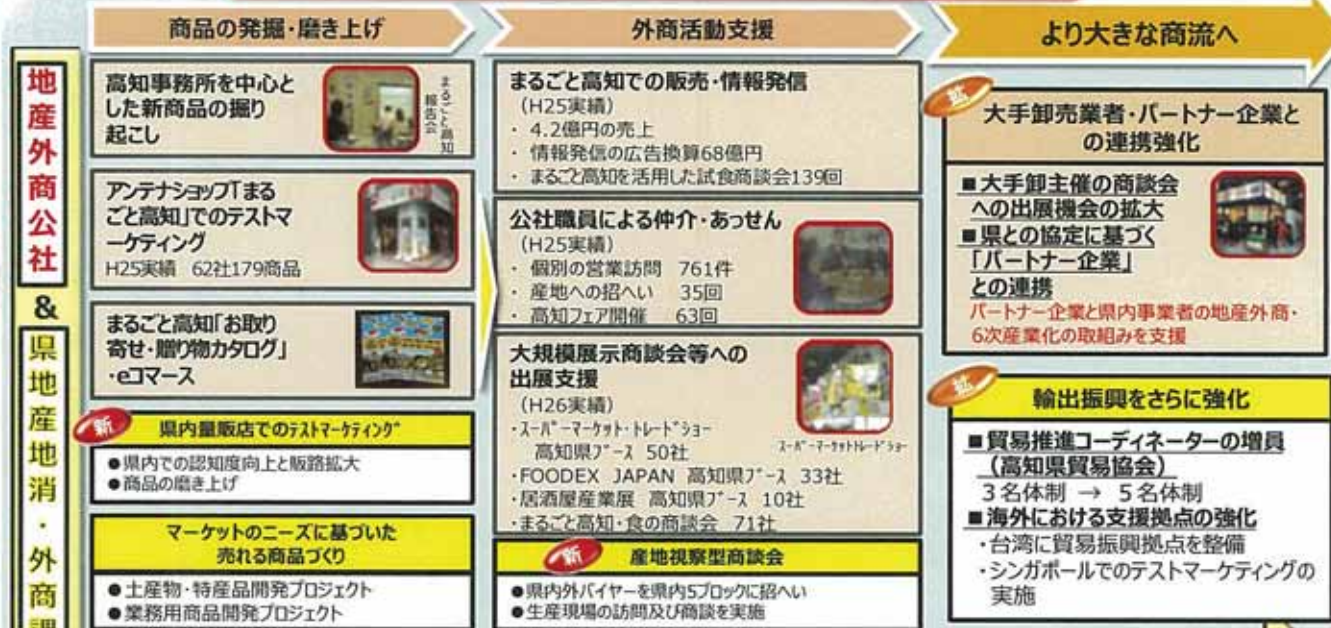 商品の発掘・磨き上げ
外商活動支援
より大きな商流へ
地産外商公社
&
県地産地消・外商課
高知事務所を中心と
した新商品の掘り
起こし
まるごと高知
報告会
アンテナショップ「まる
ごと高知」でのテストマ
ーケティング
H25実績 62社179商品
まるごと高知「お取り
寄せ・贈り物カタログ」
・eコマース
新
県内量販店でのテストマーケティング
●県内での認知度向上と販路拡大
●商品の磨き上げ
マーケットのニーズに基づいた
売れる商品づくり
●土産物・特産品開発プロジェクト
●業務用商品開発プロジェクト
まるごと高知での販売・情報発信
(H25実績)
・ 4.2億円の売上
・ 情報発信の広告換算68億円
・ まるごと高知を活用した試食商談会139回
公社職員による仲介・あっせん
(H25実績)
・ 個別の営業訪問 761件
・ 産地への招へい 35回
・ 高知フェア開催 63回
大規模展示商談会等への
出展支援
(H26実績)
・スーパーマーケット・トレードショー
高知県ブース 50社
スーパーマーケットトレードショー
・FOODEX JAPAN 高知県ブース 33社
・居酒屋産業展 高知県ブース 10社
・まるごと高知・食の商談会 71社
新
産地視察型商談会
●県内外バイヤーを県内5ブロックに招へい
●生産現場の訪問及び商談を実施
拡
大手卸売業者・パートナー企業と
の連携強化
■大手卸主催の商談会
への出展機会の拡大
■県との協定に基づく
「パートナー企業」
との連携
パートナー企業と県内事業者の地産外商・
6次産業化の取組みを支援
拡
輸出振興をさらに強化
■貿易推進コーディネーターの増員
(高知県貿易協会)
3名体制 → 5名体制
■海外における支援拠点の強化
・台湾に貿易振興拠点を整備
・シンガポールでのテストマーケティングの
実施